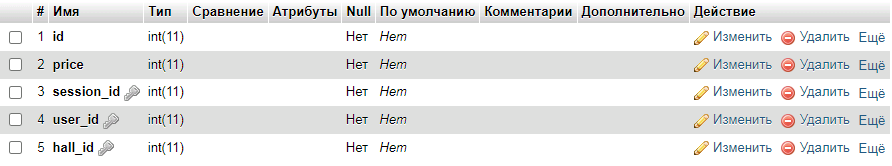 # Имя Тип Сравнение Атрибуты Null По умолчанию Комментарии Дополнительно Действие
1 id int(11) Нет Нет Изменить Удалить Ещё
2 price int(11) Нет Нет Изменить Удалить Ещё
3 session_id int(11) Нет Нет Изменить Удалить Ещё
4 user_id int(11) Нет Нет Изменить Удалить Ещё
5 hall_id int(11) Нет Нет Изменить Удалить Ещё